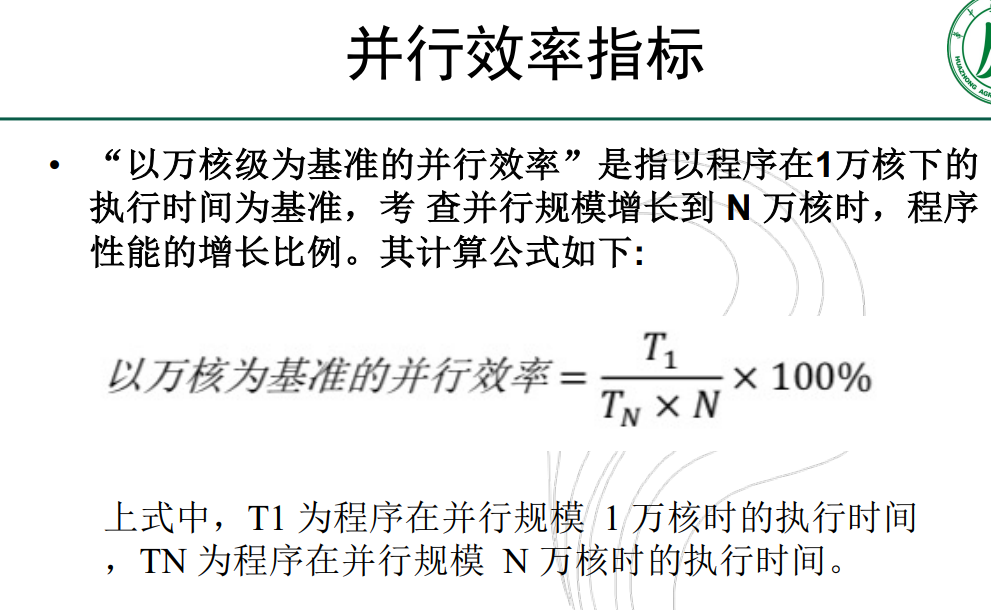 并行效率指标
HUAZHONG AGR
• “以万核级为基准的并行效率”是指以程序在1万核下的
执行时间为基准，考 查并行规模增长到 N 万核时，程序
性能的增长比例。其计算公式如下:
以万核为基准的并行效率 = T₁ / (T_N × N) × 100%
上式中，T1 为程序在并行规模 1 万核时的执行时间
，TN 为程序在并行规模 N 万核时的执行时间。